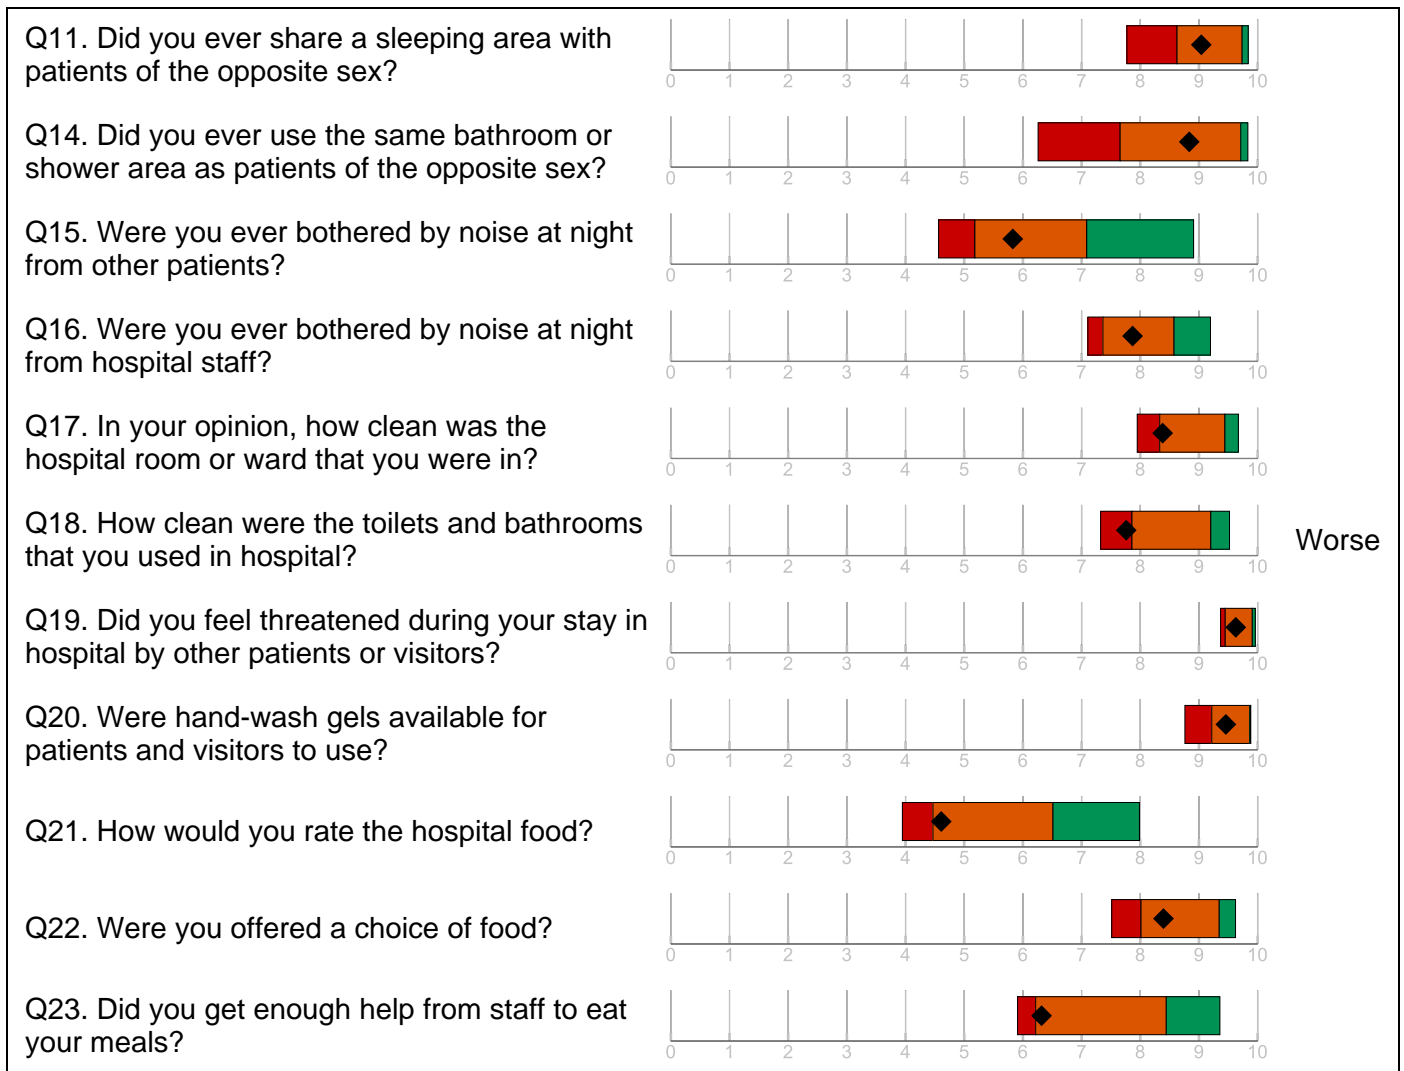 Q11. Did you ever share a sleeping area with
patients of the opposite sex?
0 1 2 3 4 5 6 7 8 9 10
Q14. Did you ever use the same bathroom or
shower area as patients of the opposite sex?
0 1 2 3 4 5 6 7 8 9 10
Q15. Were you ever bothered by noise at night
from other patients?
0 1 2 3 4 5 6 7 8 9 10
Q16. Were you ever bothered by noise at night
from hospital staff?
0 1 2 3 4 5 6 7 8 9 10
Q17. In your opinion, how clean was the
hospital room or ward that you were in?
0 1 2 3 4 5 6 7 8 9 10
Q18. How clean were the toilets and bathrooms
that you used in hospital?
0 1 2 3 4 5 6 7 8 9 10
Worse
Q19. Did you feel threatened during your stay in
hospital by other patients or visitors?
0 1 2 3 4 5 6 7 8 9 10
Q20. Were hand-wash gels available for
patients and visitors to use?
0 1 2 3 4 5 6 7 8 9 10
Q21. How would you rate the hospital food?
0 1 2 3 4 5 6 7 8 9 10
Q22. Were you offered a choice of food?
0 1 2 3 4 5 6 7 8 9 10
Q23. Did you get enough help from staff to eat
your meals?
0 1 2 3 4 5 6 7 8 9 10